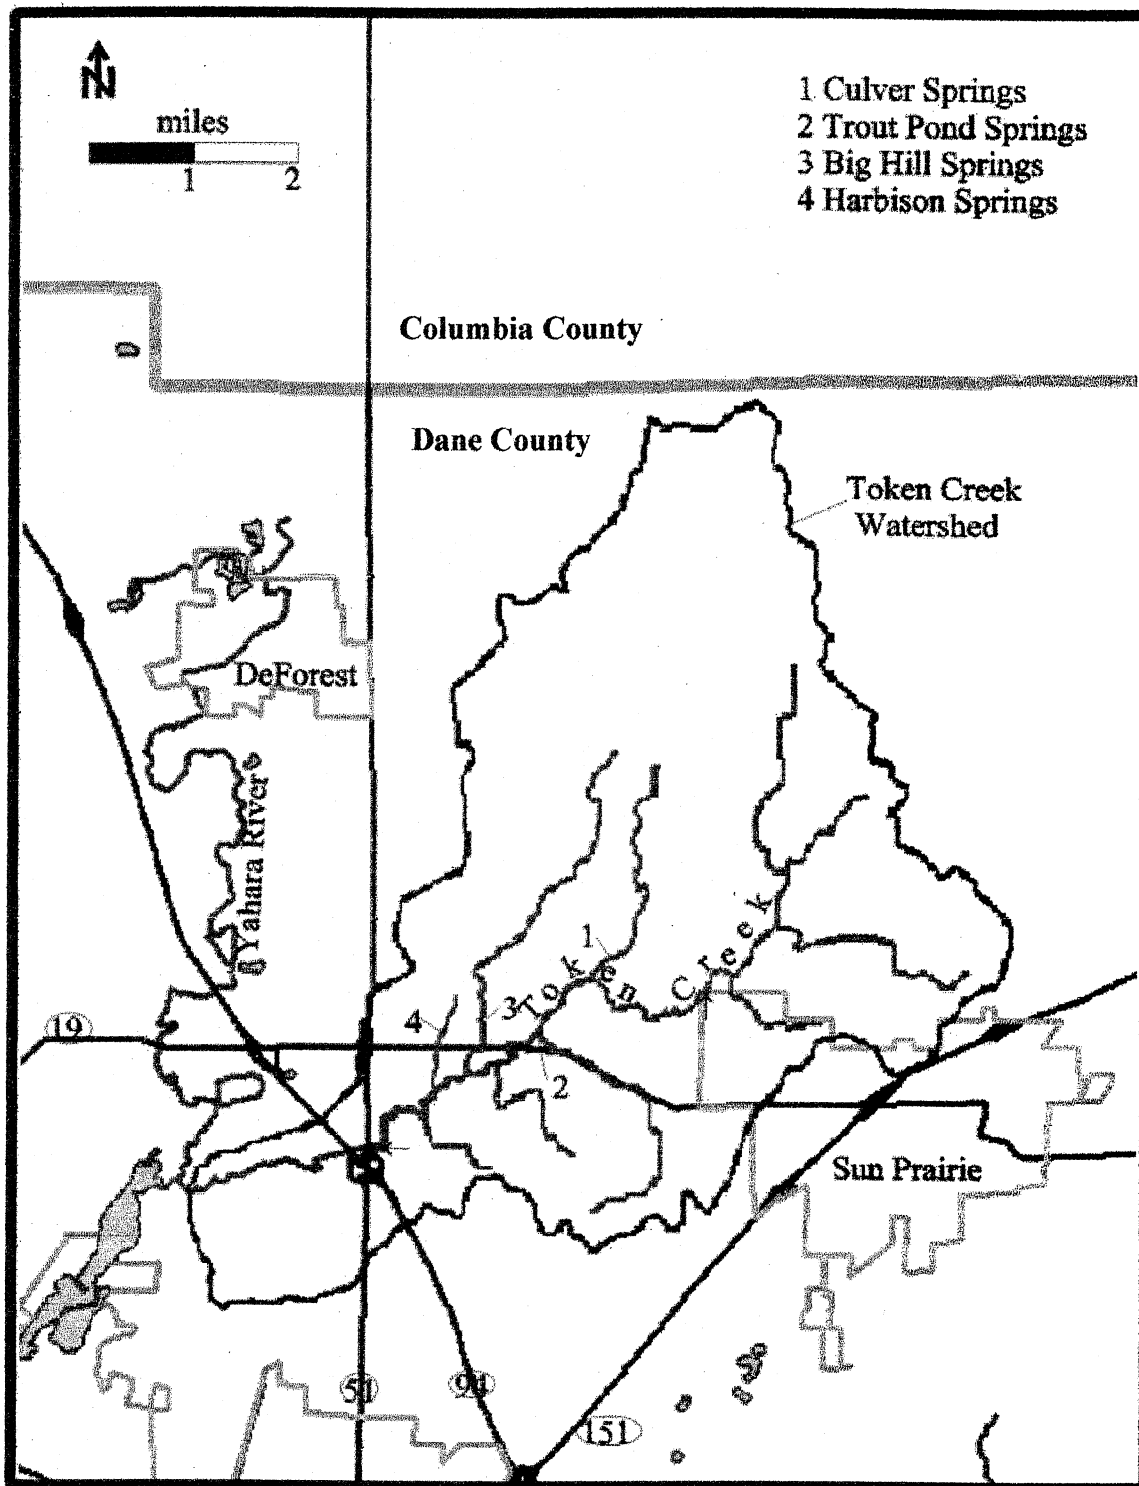 N
miles
1 2
1 Culver Springs
2 Trout Pond Springs
3 Big Hill Springs
4 Harbison Springs
Columbia County
Dane County
Token Creek
Watershed
DeForest
Yahara River
Token Creek
1
3
4
2
19
Sun Prairie
51
151